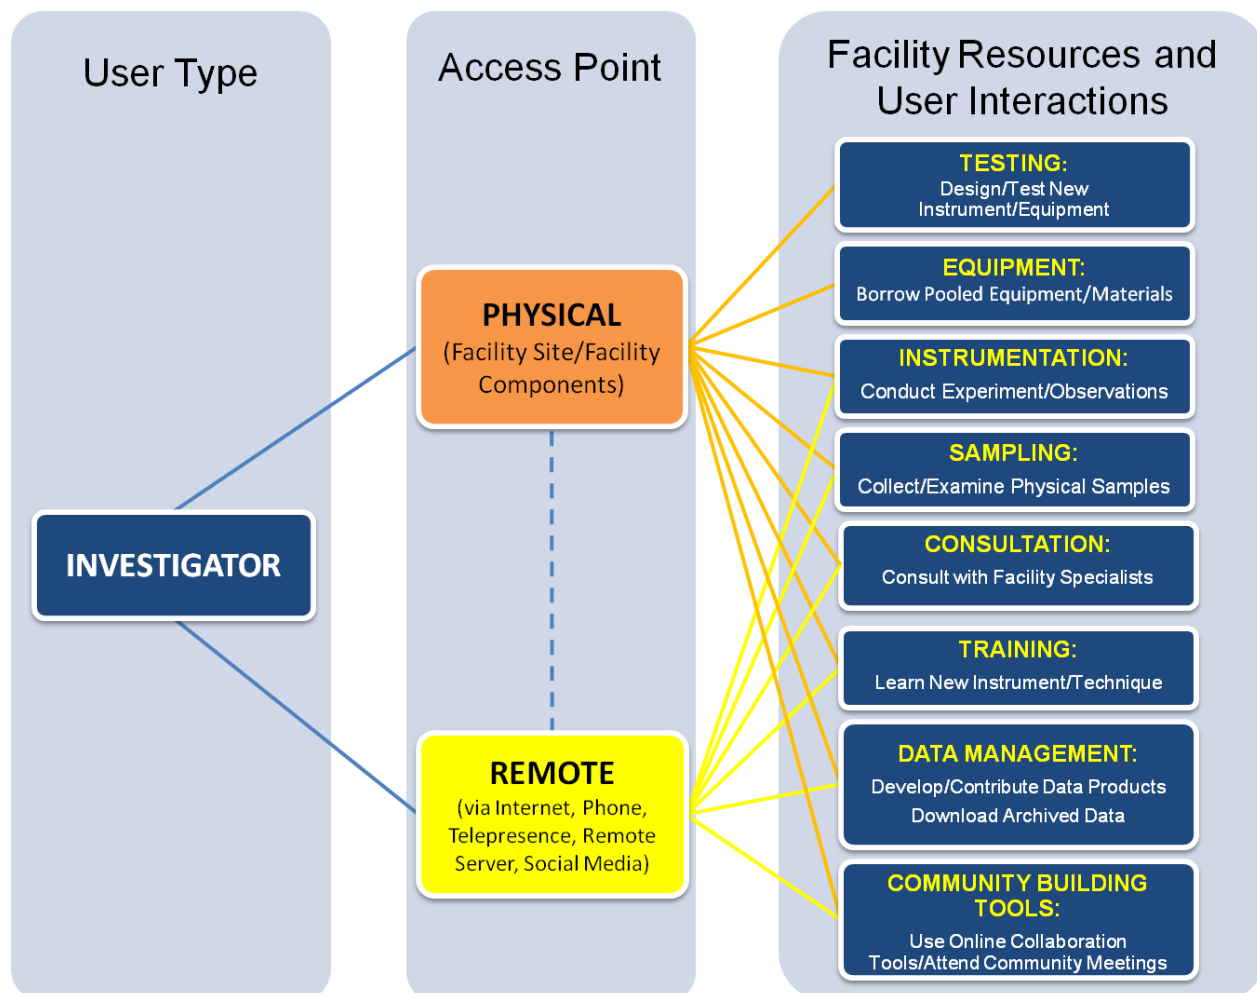 User Type
Access Point
Facility Resources and
User Interactions
INVESTIGATOR
PHYSICAL
(Facility Site/Facility
Components)
REMOTE
(via Internet, Phone,
Telepresence, Remote
Server, Social Media)
TESTING:
Design/Test New
Instrument/Equipment
EQUIPMENT:
Borrow Pooled Equipment/Materials
INSTRUMENTATION:
Conduct Experiment/Observations
SAMPLING:
Collect/Examine Physical Samples
CONSULTATION:
Consult with Facility Specialists
TRAINING:
Learn New Instrument/Technique
DATA MANAGEMENT:
Develop/Contribute Data Products
Download Archived Data
COMMUNITY BUILDING
TOOLS:
Use Online Collaboration
Tools/Attend Community Meetings